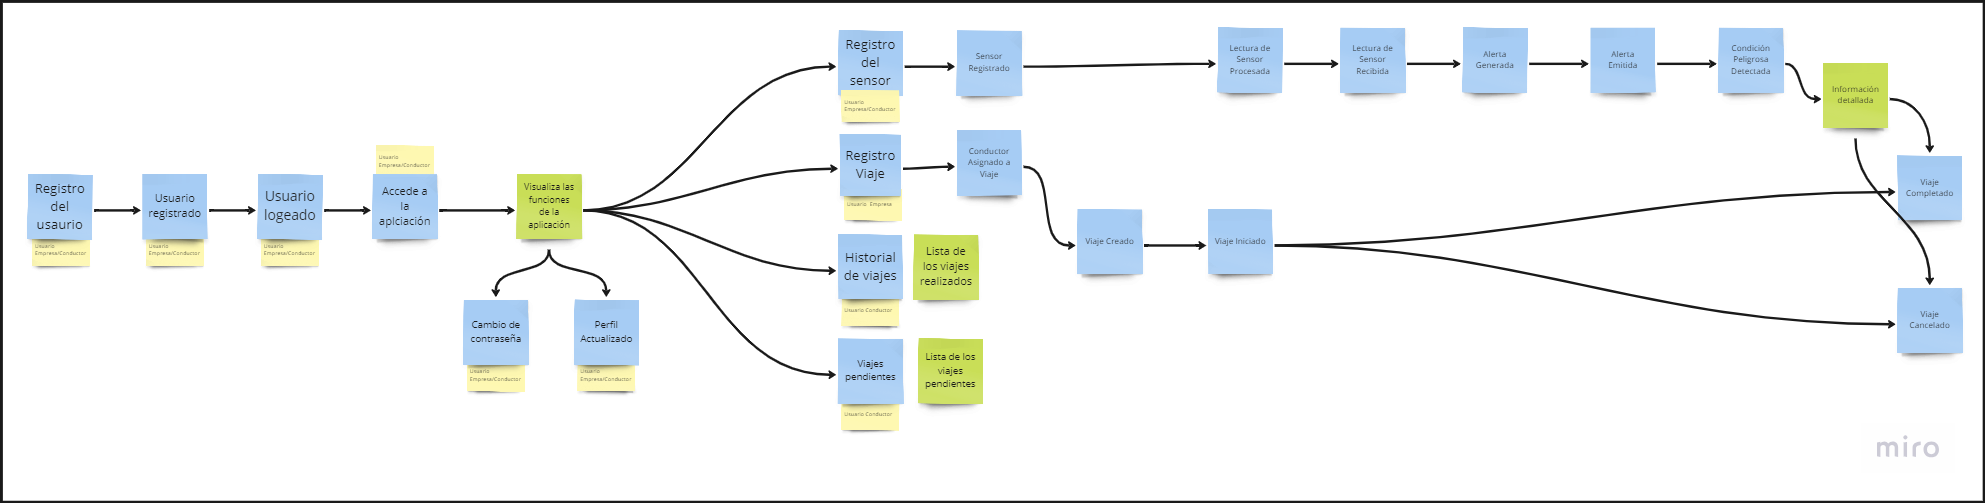 Registro
del
usaurio
Usuario
Empresa/Conductor
Usuario
registrado
Usuario
Empresa/Conductor
Usuario
logeado
Usuario
Empresa/Conductor
Usuario
Empresa/Conductor
Accede a
la
aplciación
Visualiza las
funciones
de la
aplicación
Cambio de
contraseña
Usuario
Empresa/Conductor
Perfil
Actualizado
Usuario
Empresa/Conductor
Registro
del
sensor
Usuario
Empresa/Conductor
Sensor
Registrado
Lectura de
Sensor
Procesada
Lectura de
Sensor
Recibida
Alerta
Generada
Alerta
Emitida
Condición
Peligrosa
Detectada
Información
detallada
Registro
Viaje
Usuario Empresa
Conductor
Asignado a
Viaje
Viaje Creado
Viaje Iniciado
Viaje
Completado
Viaje
Cancelado
Historial
de viajes
Usuario Conductor
Lista de
los viajes
realizados
Viajes
pendientes
Usuario Conductor
Lista de los
viajes
pendientes
miro